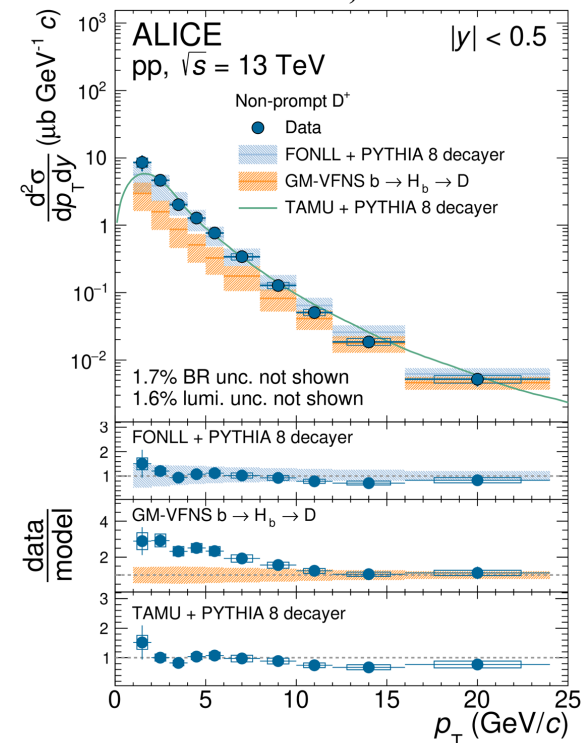 ALICE
|y| < 0.5
pp, √s = 13 TeV
Non-prompt D⁺
Data
FONLL + PYTHIA 8 decayer
GM-VFNS b → H_b → D
TAMU + PYTHIA 8 decayer
d²σ/dp_T dy (μb GeV⁻¹ c)
10³
10²
10
1
10⁻¹
10⁻²
1.7% BR unc. not shown
1.6% lumi. unc. not shown
FONLL + PYTHIA 8 decayer
3
2
1
GM-VFNS b → H_b → D
4
2
data/model
TAMU + PYTHIA 8 decayer
3
2
1
0 5 10 15 20 25
p_T (GeV/c)